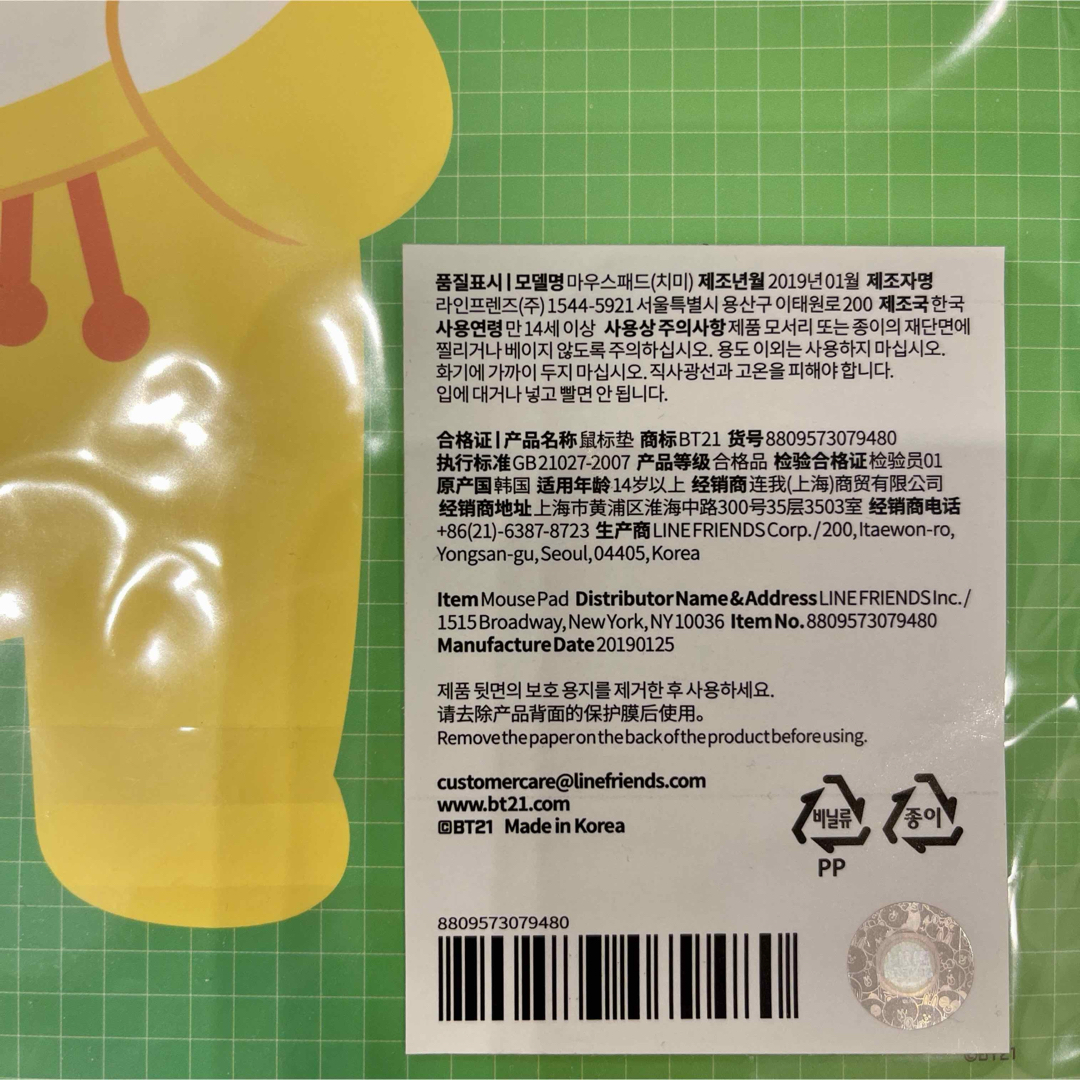 품질표시 | 모델명 마우스패드(치미) 제조년월 2019년 01월 제조자명
라인프렌즈(주) 1544-5921 서울특별시 용산구 이태원로 200 제조국 한국
사용연령 만 14세 이상 사용상 주의사항 제품 모서리 또는 종이의 재단면에
찔리거나 베이지 않도록 주의하십시오. 용도 이외는 사용하지 마십시오.
화기에 가까이 두지 마십시오. 직사광선과 고온을 피해야 합니다.
입에 대거나 넣고 빨면 안 됩니다.
合格证 | 产品名称 鼠标垫 商标 BT21 货号 8809573079480
执行标准 GB 21027-2007 产品等级 合格品 检验合格证 检验员01
原产国 韩国 适用年龄 14岁以上 经销商 连我(上海)商贸有限公司
经销商地址 上海市黄浦区淮海中路300号35层3503室 经销商电话
+86(21)-6387-8723 生产商 LINE FRIENDS Corp. / 200, Itaewon-ro,
Yongsan-gu, Seoul, 04405, Korea
Item Mouse Pad Distributor Name & Address LINE FRIENDS Inc. /
1515 Broadway, New York, NY 10036 Item No. 8809573079480
Manufacture Date 20190125
제품 뒷면의 보호 용지를 제거한 후 사용하세요.
请去除产品背面的保护膜后使用。
Remove the paper on the back of the product before using.
customercare@linefriends.com
www.bt21.com
©BT21 Made in Korea
비닐류 종이
PP
8809573079480
©BT21